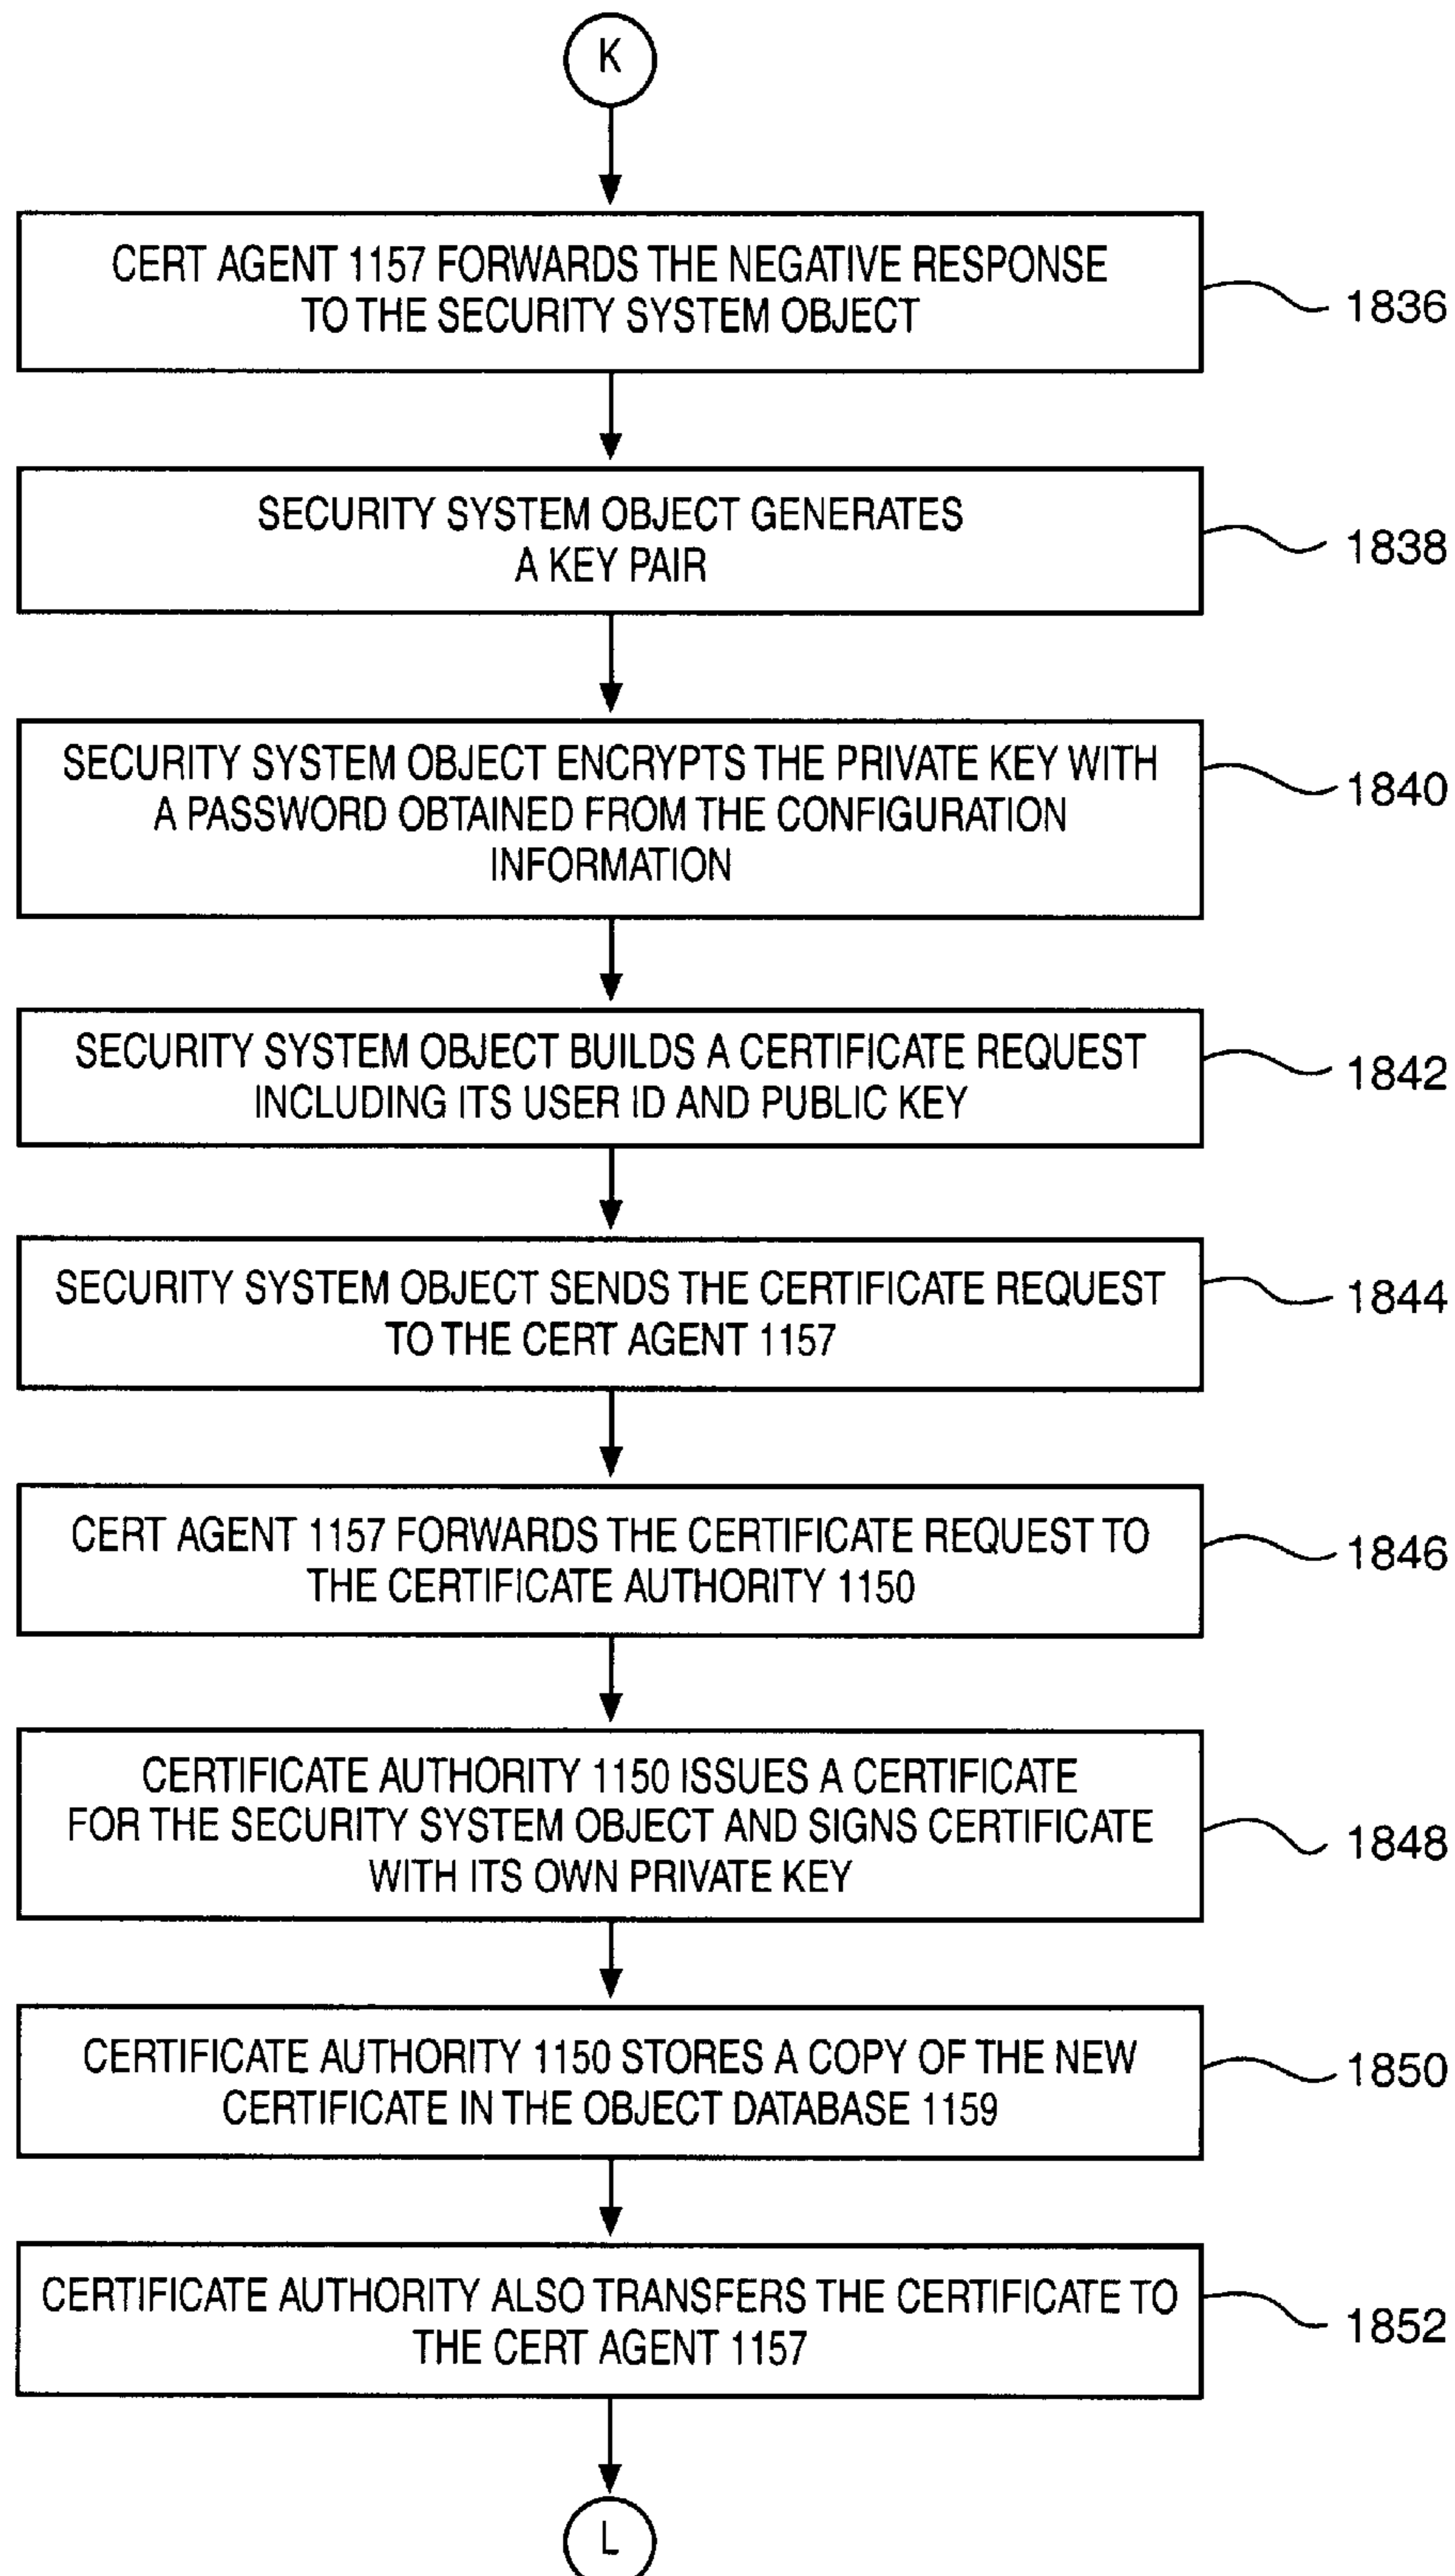 K
CERT AGENT 1157 FORWARDS THE NEGATIVE RESPONSE
TO THE SECURITY SYSTEM OBJECT
1836
SECURITY SYSTEM OBJECT GENERATES
A KEY PAIR
1838
SECURITY SYSTEM OBJECT ENCRYPTS THE PRIVATE KEY WITH
A PASSWORD OBTAINED FROM THE CONFIGURATION
INFORMATION
1840
SECURITY SYSTEM OBJECT BUILDS A CERTIFICATE REQUEST
INCLUDING ITS USER ID AND PUBLIC KEY
1842
SECURITY SYSTEM OBJECT SENDS THE CERTIFICATE REQUEST
TO THE CERT AGENT 1157
1844
CERT AGENT 1157 FORWARDS THE CERTIFICATE REQUEST TO
THE CERTIFICATE AUTHORITY 1150
1846
CERTIFICATE AUTHORITY 1150 ISSUES A CERTIFICATE
FOR THE SECURITY SYSTEM OBJECT AND SIGNS CERTIFICATE
WITH ITS OWN PRIVATE KEY
1848
CERTIFICATE AUTHORITY 1150 STORES A COPY OF THE NEW
CERTIFICATE IN THE OBJECT DATABASE 1159
1850
CERTIFICATE AUTHORITY ALSO TRANSFERS THE CERTIFICATE TO
THE CERT AGENT 1157
1852
L